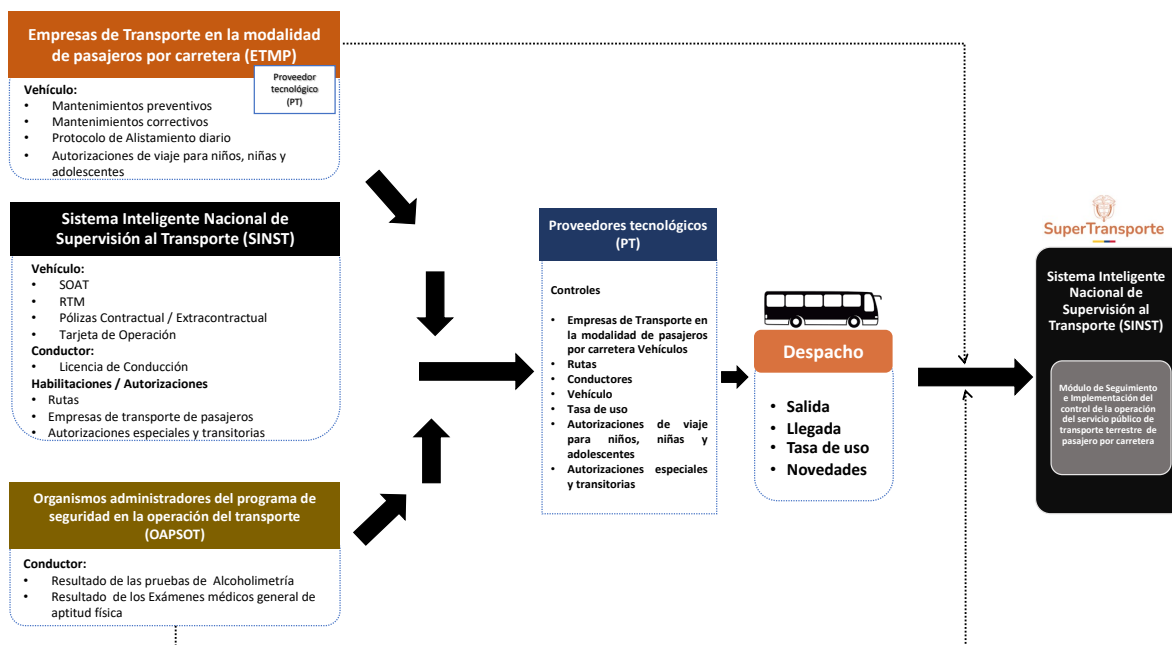 Empresas de Transporte en la modalidad
de pasajeros por carretera (ETMP)
Proveedor
tecnológico
(PT)
Vehículo:
• Mantenimientos preventivos
• Mantenimientos correctivos
• Protocolo de Alistamiento diario
• Autorizaciones de viaje para niños, niñas y
adolescentes
Sistema Inteligente Nacional de
Supervisión al Transporte (SINST)
Vehículo:
• SOAT
• RTM
• Pólizas Contractual / Extracontractual
• Tarjeta de Operación
Conductor:
• Licencia de Conducción
Habilitaciones / Autorizaciones
• Rutas
• Empresas de transporte de pasajeros
• Autorizaciones especiales y transitorias
Organismos administradores del programa de
seguridad en la operación del transporte
(OAPSOT)
Conductor:
• Resultado de las pruebas de Alcoholimetría
• Resultado de los Exámenes médicos general de
aptitud física
Proveedores tecnológicos
(PT)
Controles
• Empresas de Transporte en
la modalidad de pasajeros
por carretera Vehículos
• Rutas
• Conductores
• Vehículo
• Tasa de uso
• Autorizaciones de viaje
para niños, niñas y
adolescentes
• Autorizaciones especiales
y transitorias
Despacho
• Salida
• Llegada
• Tasa de uso
• Novedades
SuperTransporte
Sistema Inteligente
Nacional de
Supervisión al
Transporte (SINST)
Módulo de Seguimiento
e Implementación del
control de la operación
del servicio público de
transporte terrestre de
pasajero por carretera